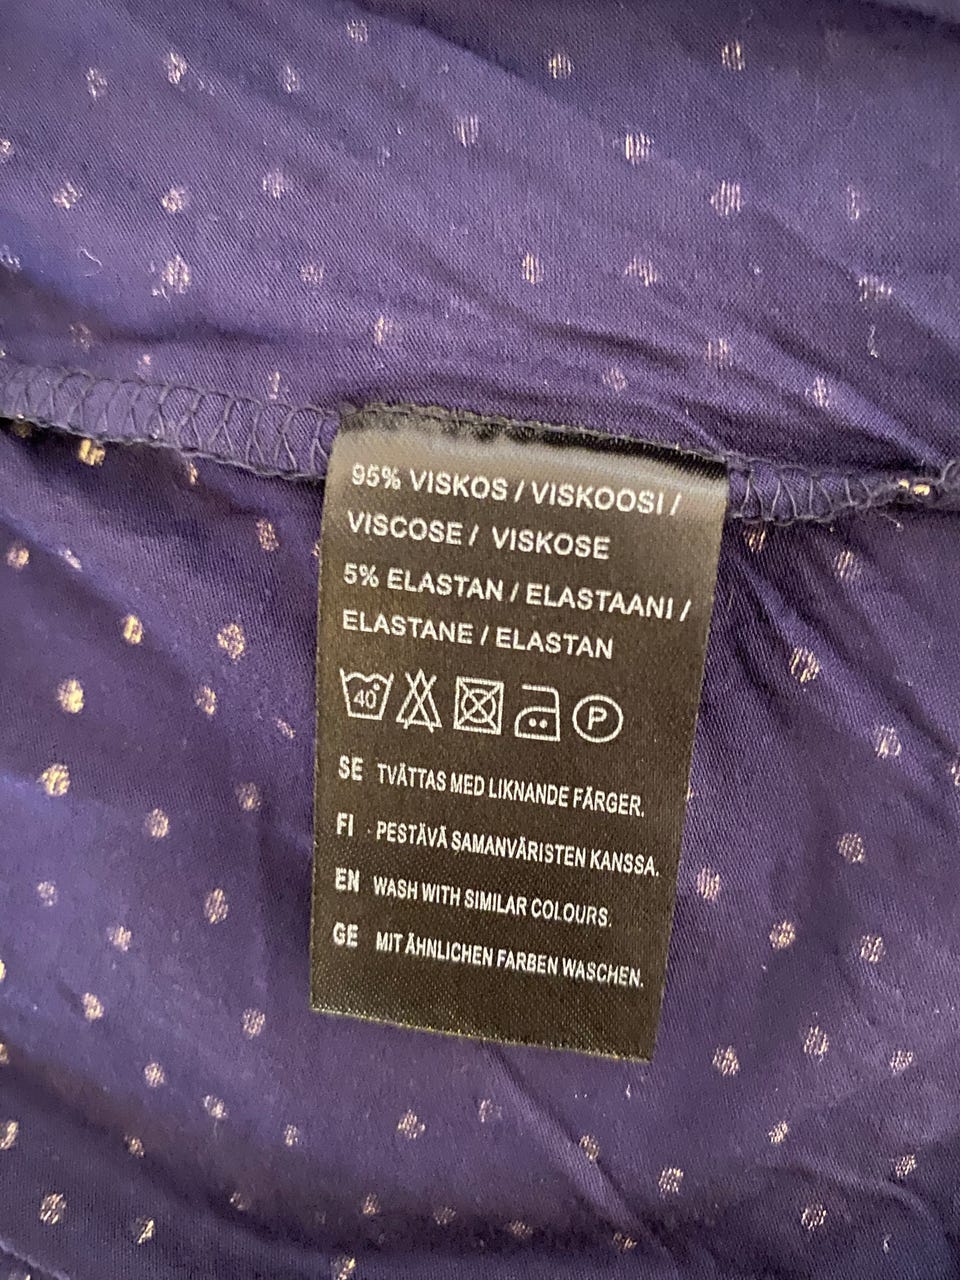 95% VISKOS / VISKOOSI /
VISCOSE / VISKOSE
5% ELASTAN / ELASTAANI /
ELASTANE / ELASTAN
40° P
SE TVÄTTAS MED LIKNANDE FÄRGER.
FI PESTÄVÄ SAMANVÄRISTEN KANSSA.
EN WASH WITH SIMILAR COLOURS.
GE MIT ÄHNLICHEN FARBEN WASCHEN.